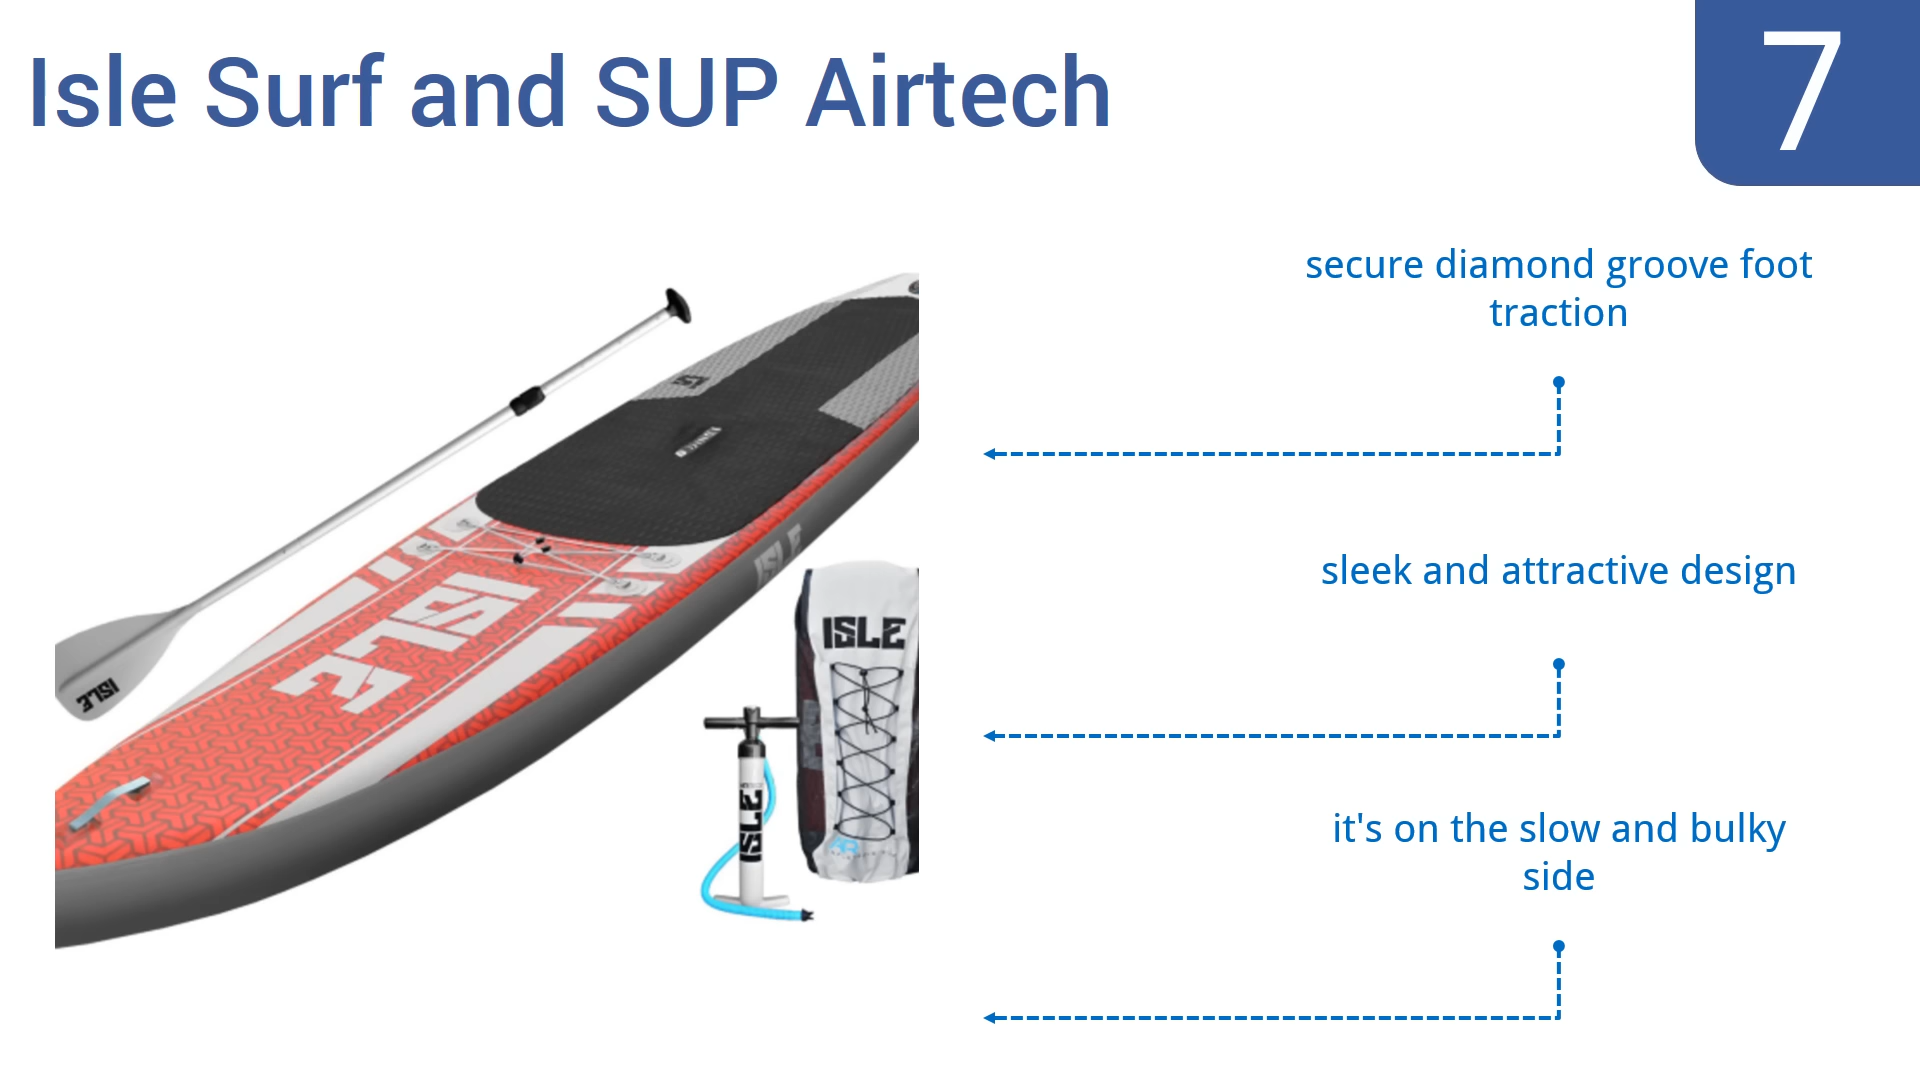 Isle Surf and SUP Airtech
7
secure diamond groove foot
traction
sleek and attractive design
it's on the slow and bulky
side
ISLE
ISLE
ISLE
ISLE
ISLE